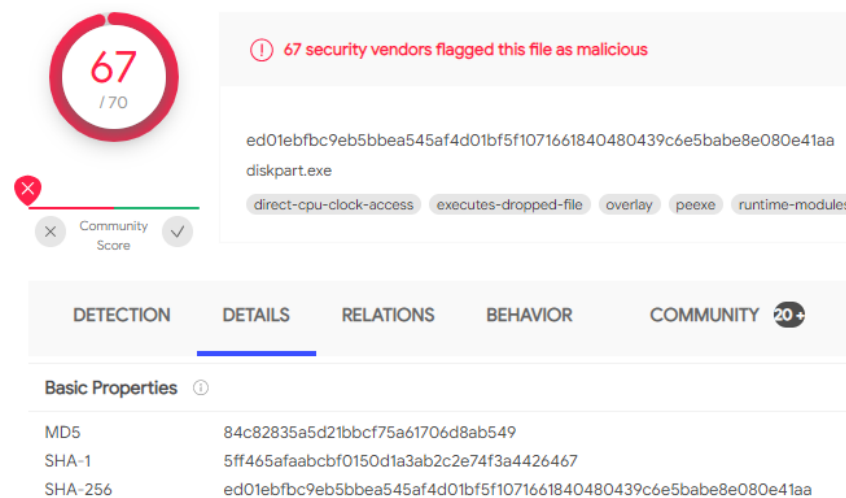 67
/ 70
67 security vendors flagged this file as malicious
ed01ebfbc9eb5bbea545af4d01bf5f1071661840480439c6e5babe8e080e41aa
diskpart.exe
direct-cpu-clock-access executes-dropped-file overlay peexe runtime-modules
Community
Score
DETECTION DETAILS RELATIONS BEHAVIOR COMMUNITY 20+
Basic Properties
MD5 84c82835a5d21bbcf75a61706d8ab549
SHA-1 5ff465afaabcbf0150d1a3ab2c2e74f3a4426467
SHA-256 ed01ebfbc9eb5bbea545af4d01bf5f1071661840480439c6e5babe8e080e41aa